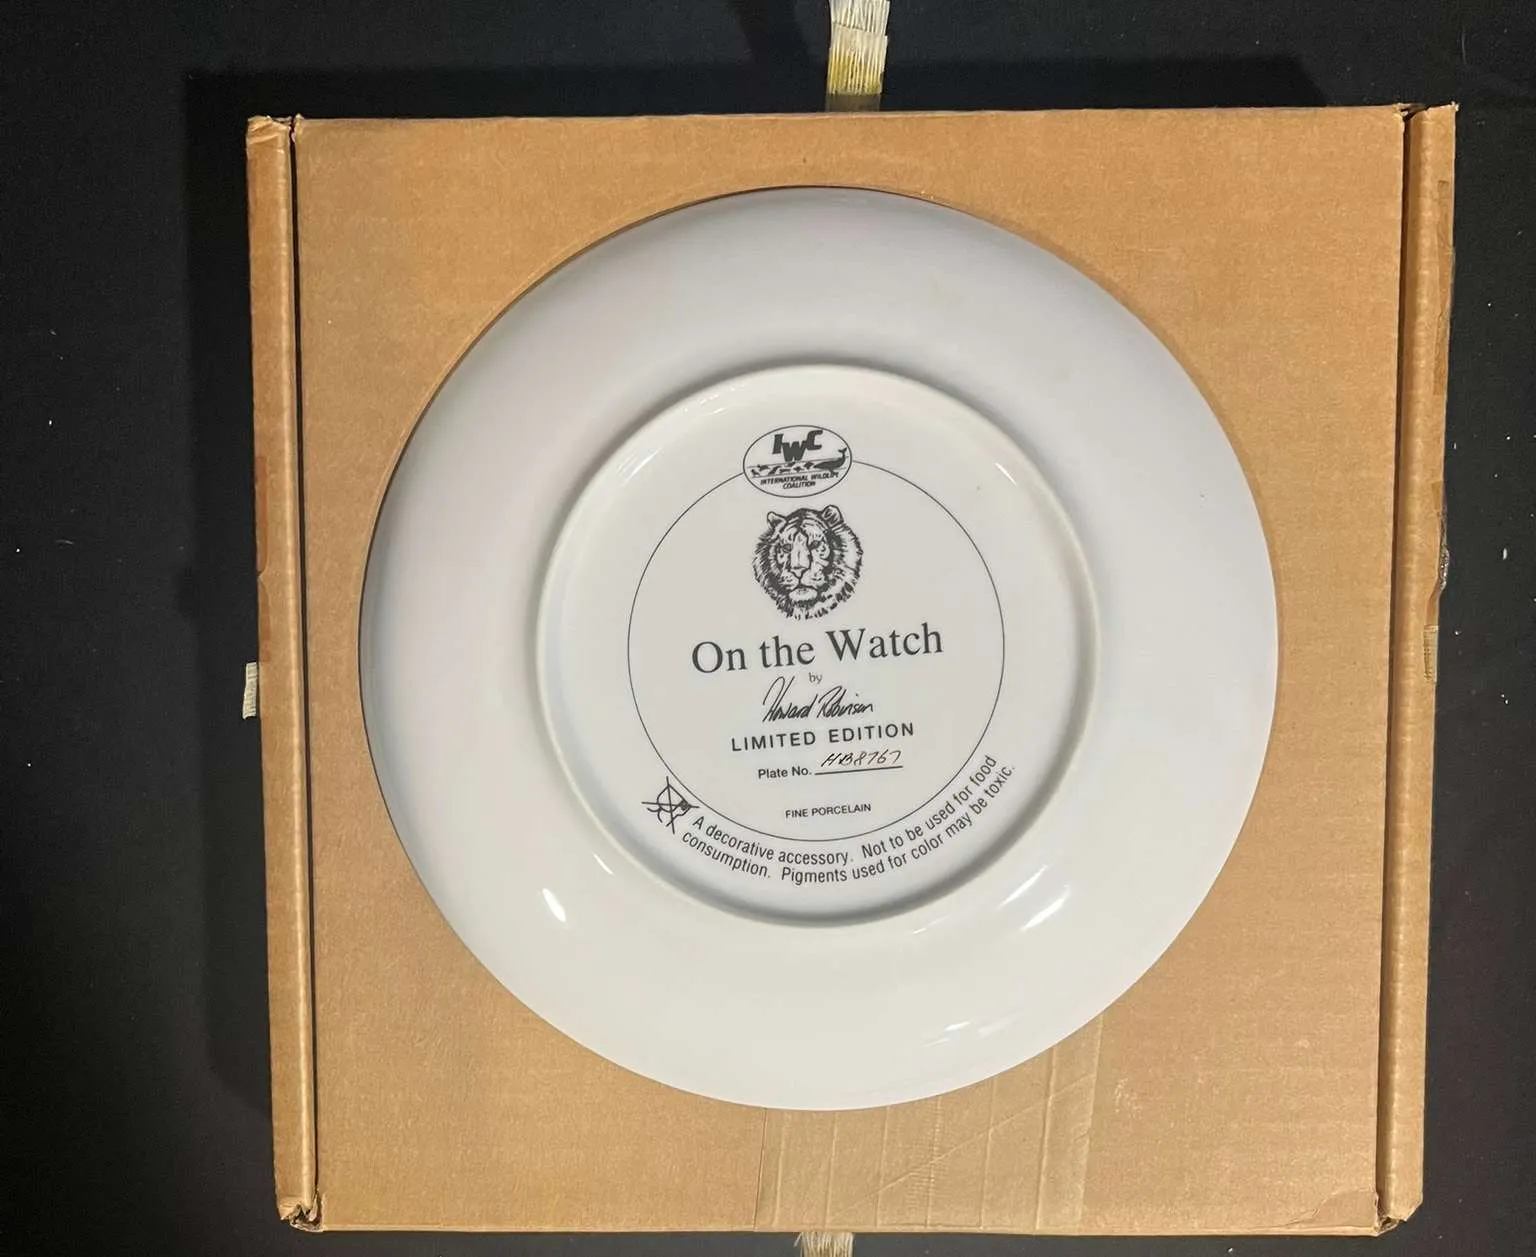 IWC
INTERNATIONAL WILDLIFE
COALITION
On the Watch
by
Howard Robinson
LIMITED EDITION
Plate No. HB8767
FINE PORCELAIN
A decorative accessory. Not to be used for food
consumption. Pigments used for color may be toxic.